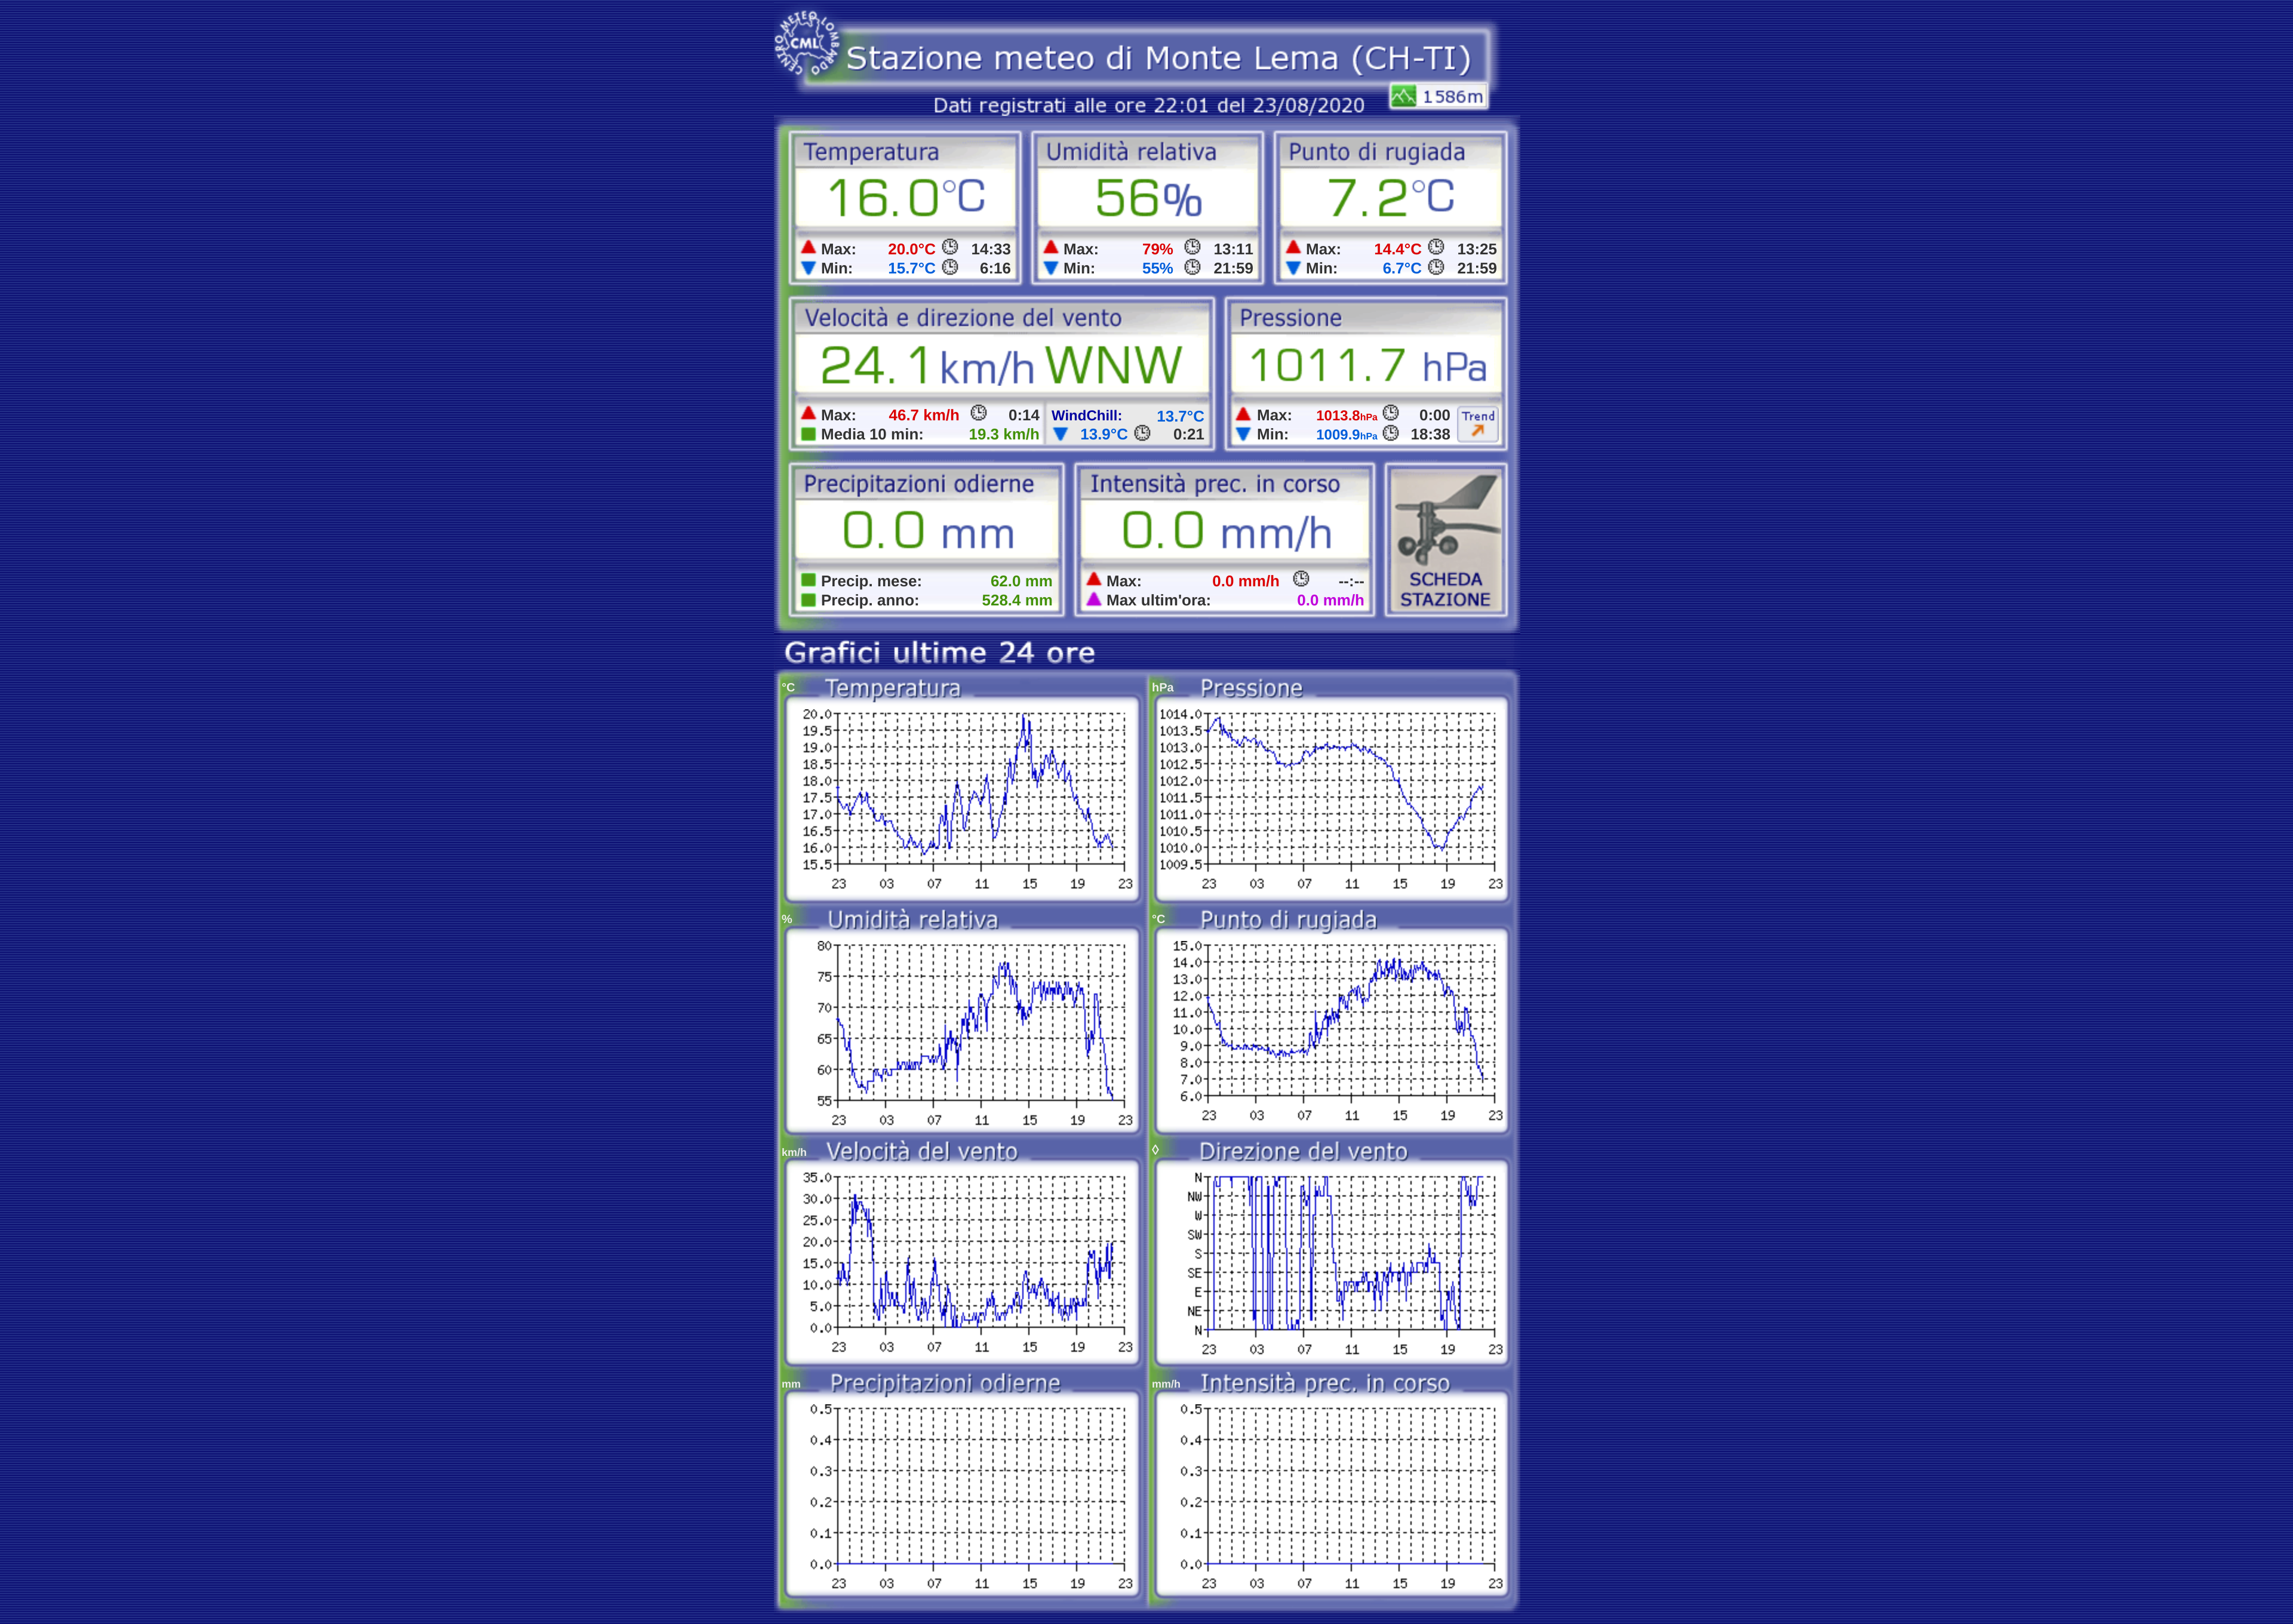 CENTRO METEO LOMBARDO
CML
Stazione meteo di Monte Lema (CH-TI)
Dati registrati alle ore 22:01 del 23/08/2020
1586m
Temperatura
16.0°C
Max: 20.0°C 14:33
Min: 15.7°C 6:16
Umidità relativa
56%
Max: 79% 13:11
Min: 55% 21:59
Punto di rugiada
7.2°C
Max: 14.4°C 13:25
Min: 6.7°C 21:59
Velocità e direzione del vento
24.1km/h WNW
Max: 46.7 km/h 0:14
Media 10 min: 19.3 km/h
WindChill: 13.7°C
13.9°C 0:21
Pressione
1011.7 hPa
Max: 1013.8hPa 0:00
Min: 1009.9hPa 18:38
Trend
Precipitazioni odierne
0.0 mm
Precip. mese: 62.0 mm
Precip. anno: 528.4 mm
Intensità prec. in corso
0.0 mm/h
Max: 0.0 mm/h --:--
Max ultim'ora: 0.0 mm/h
SCHEDA
STAZIONE
Grafici ultime 24 ore
°C Temperatura
20.0
19.5
19.0
18.5
18.0
17.5
17.0
16.5
16.0
15.5
23 03 07 11 15 19 23
hPa Pressione
1014.0
1013.5
1013.0
1012.5
1012.0
1011.5
1011.0
1010.5
1010.0
1009.5
23 03 07 11 15 19 23
% Umidità relativa
80
75
70
65
60
55
23 03 07 11 15 19 23
°C Punto di rugiada
15.0
14.0
13.0
12.0
11.0
10.0
9.0
8.0
7.0
6.0
23 03 07 11 15 19 23
km/h Velocità del vento
35.0
30.0
25.0
20.0
15.0
10.0
5.0
0.0
23 03 07 11 15 19 23
◊ Direzione del vento
N
NW
W
SW
S
SE
E
NE
N
23 03 07 11 15 19 23
mm Precipitazioni odierne
0.5
0.4
0.3
0.2
0.1
0.0
23 03 07 11 15 19 23
mm/h Intensità prec. in corso
0.5
0.4
0.3
0.2
0.1
0.0
23 03 07 11 15 19 23